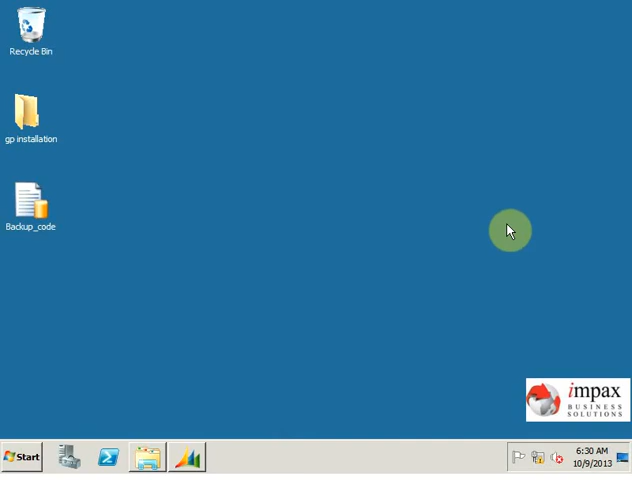 Recycle Bin
gp installation
Backup_code
impax
BUSINESS
SOLUTIONS
Start
6:30 AM
10/9/2013